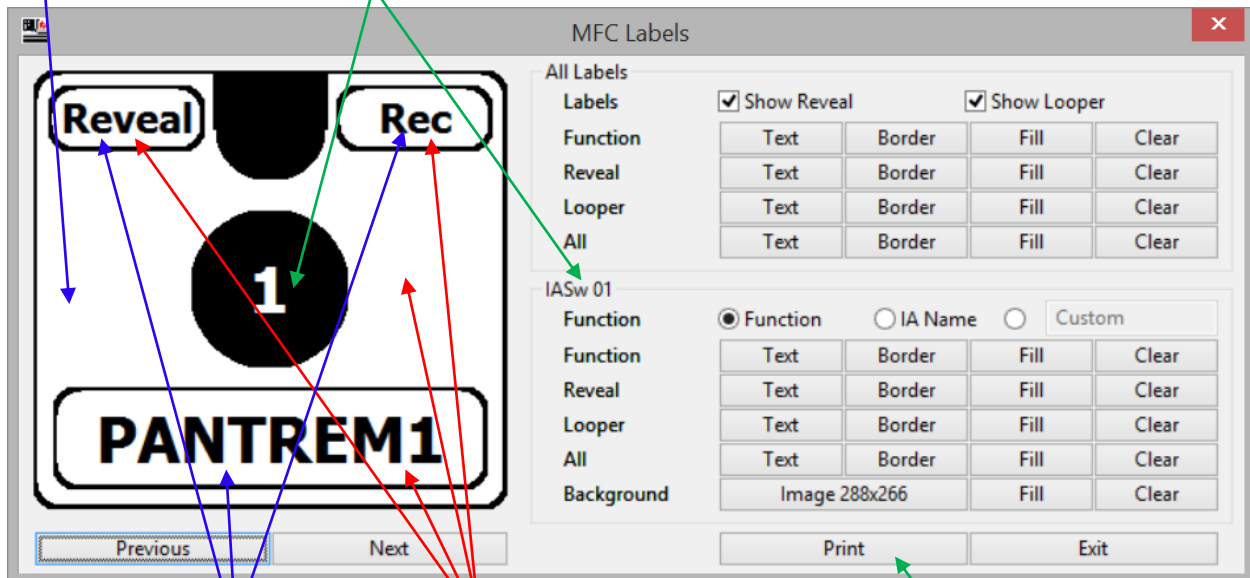 MFC Labels
Reveal
Rec
1
PANTREM1
Previous Next
All Labels
Labels Show Reveal Show Looper
Function Text Border Fill Clear
Reveal Text Border Fill Clear
Looper Text Border Fill Clear
All Text Border Fill Clear
IASw 01
Function Function IA Name Custom
Function Text Border Fill Clear
Reveal Text Border Fill Clear
Looper Text Border Fill Clear
All Text Border Fill Clear
Background Image 288x266 Fill Clear
Print Exit